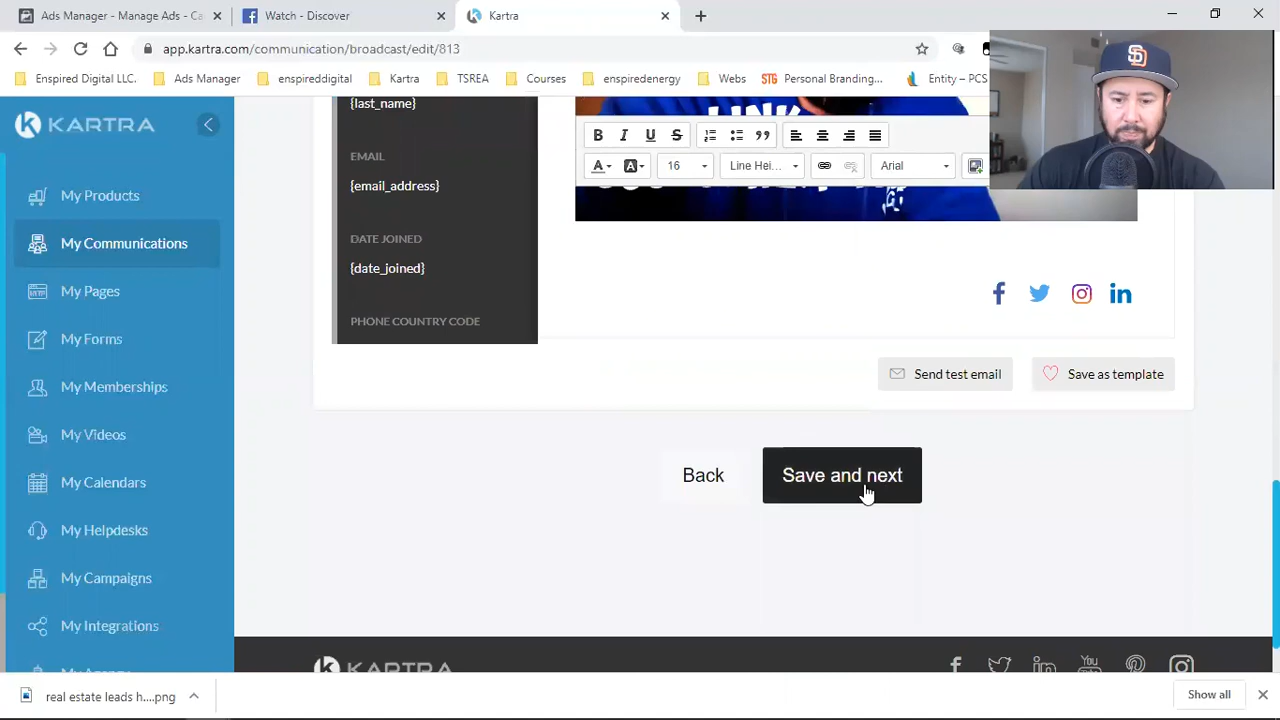 Ads Manager - Manage Ads - Ca
Watch - Discover
Kartra
app.kartra.com/communication/broadcast/edit/813
Enspired Digital LLC.
Ads Manager
enspireddigital
Kartra
TSREA
Courses
enspiredenergy
Webs
STG Personal Branding...
Entity – PCS
SD
KARTRA
My Products
My Communications
My Pages
My Forms
My Memberships
My Videos
My Calendars
My Helpdesks
My Campaigns
My Integrations
{last_name}
EMAIL
{email_address}
DATE JOINED
{date_joined}
PHONE COUNTRY CODE
B I U S
A A 16 Line Hei... Arial
Send test email
Save as template
Back
Save and next
KARTRA
You Tube
real estate leads h....png
Show all